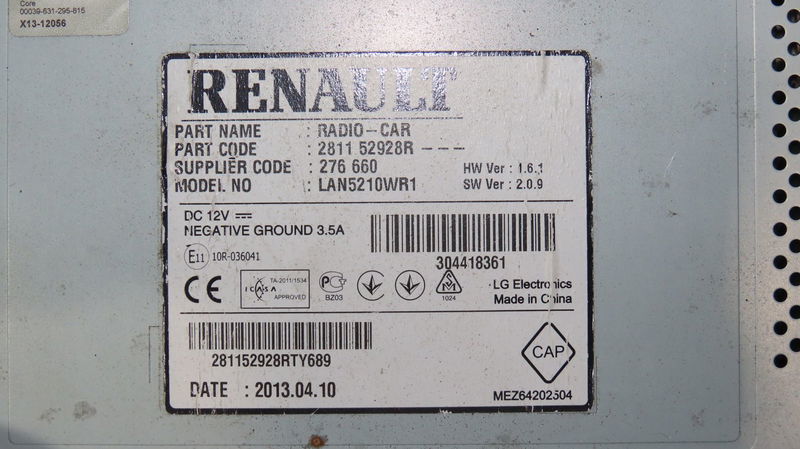 Core
00039-631-295-815
X13-12056
RENAULT
PART NAME : RADIO-CAR
PART CODE : 2811 52928R ---
SUPPLIER CODE : 276 660
HW Ver : 1.6.1
MODEL NO : LAN5210WR1
SW Ver : 2.0.9
DC 12V
NEGATIVE GROUND 3.5A
304418361
E11 10R-036041
CE
ICASA
TA-2011/1534
APPROVED
BZ03
1024
LG Electronics
Made in China
281152928RTY689
CAP
DATE : 2013.04.10
MEZ64202504